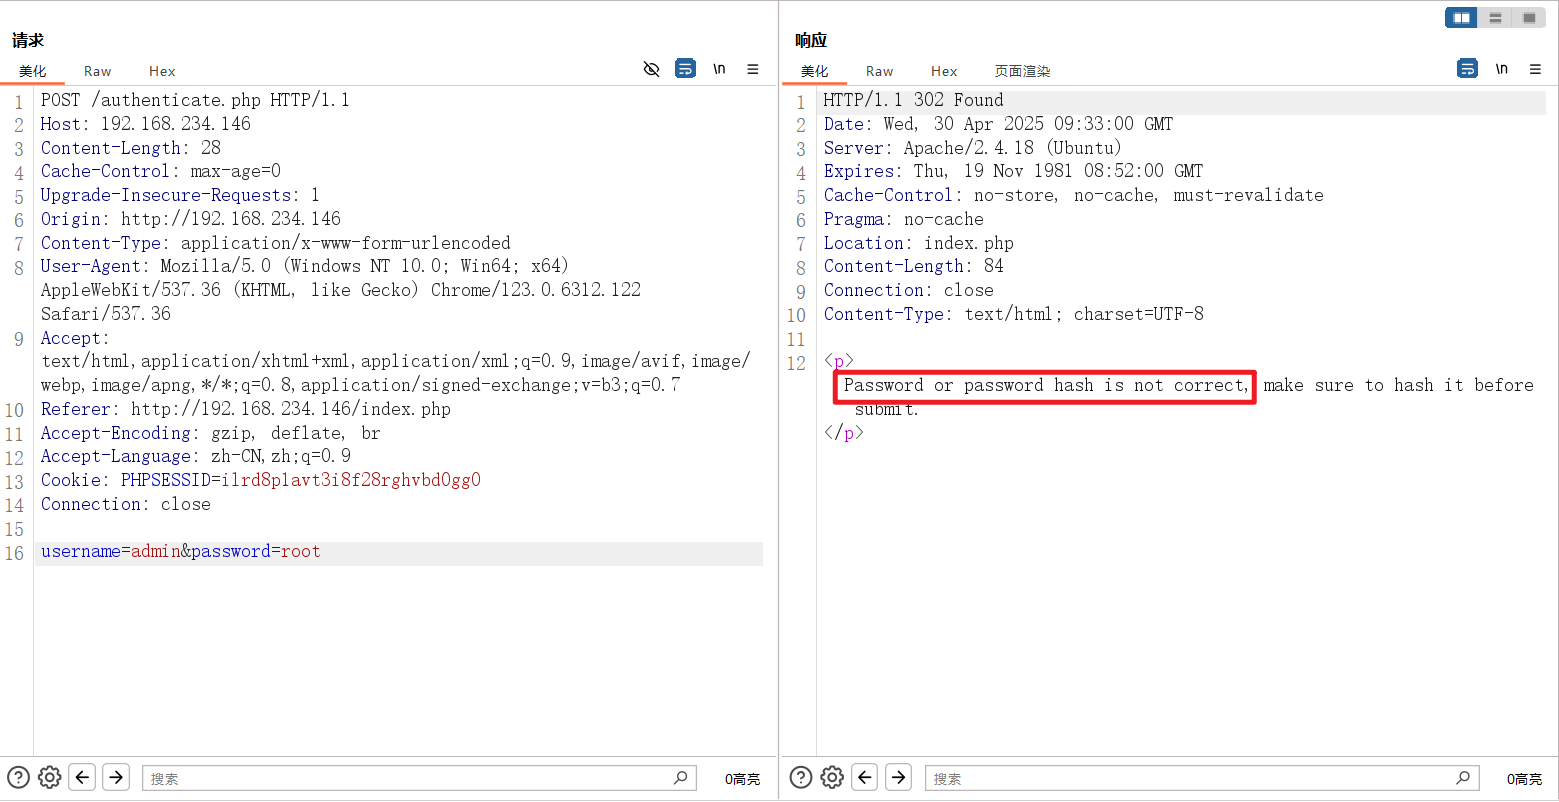 请求
美化 Raw Hex \n
1 POST /authenticate.php HTTP/1.1
2 Host: 192.168.234.146
3 Content-Length: 28
4 Cache-Control: max-age=0
5 Upgrade-Insecure-Requests: 1
6 Origin: http://192.168.234.146
7 Content-Type: application/x-www-form-urlencoded
8 User-Agent: Mozilla/5.0 (Windows NT 10.0; Win64; x64)
AppleWebKit/537.36 (KHTML, like Gecko) Chrome/123.0.6312.122
Safari/537.36
9 Accept:
text/html,application/xhtml+xml,application/xml;q=0.9,image/avif,image/
webp,image/apng,*/*;q=0.8,application/signed-exchange;v=b3;q=0.7
10 Referer: http://192.168.234.146/index.php
11 Accept-Encoding: gzip, deflate, br
12 Accept-Language: zh-CN,zh;q=0.9
13 Cookie: PHPSESSID=ilrd8plavt3i8f28rghvbd0gg0
14 Connection: close
15
16 username=admin&password=root
搜索 0高亮
响应
美化 Raw Hex 页面渲染 \n
1 HTTP/1.1 302 Found
2 Date: Wed, 30 Apr 2025 09:33:00 GMT
3 Server: Apache/2.4.18 (Ubuntu)
4 Expires: Thu, 19 Nov 1981 08:52:00 GMT
5 Cache-Control: no-store, no-cache, must-revalidate
6 Pragma: no-cache
7 Location: index.php
8 Content-Length: 84
9 Connection: close
10 Content-Type: text/html; charset=UTF-8
11
12 <p>
Password or password hash is not correct, make sure to hash it before
submit.
</p>
搜索 0高亮